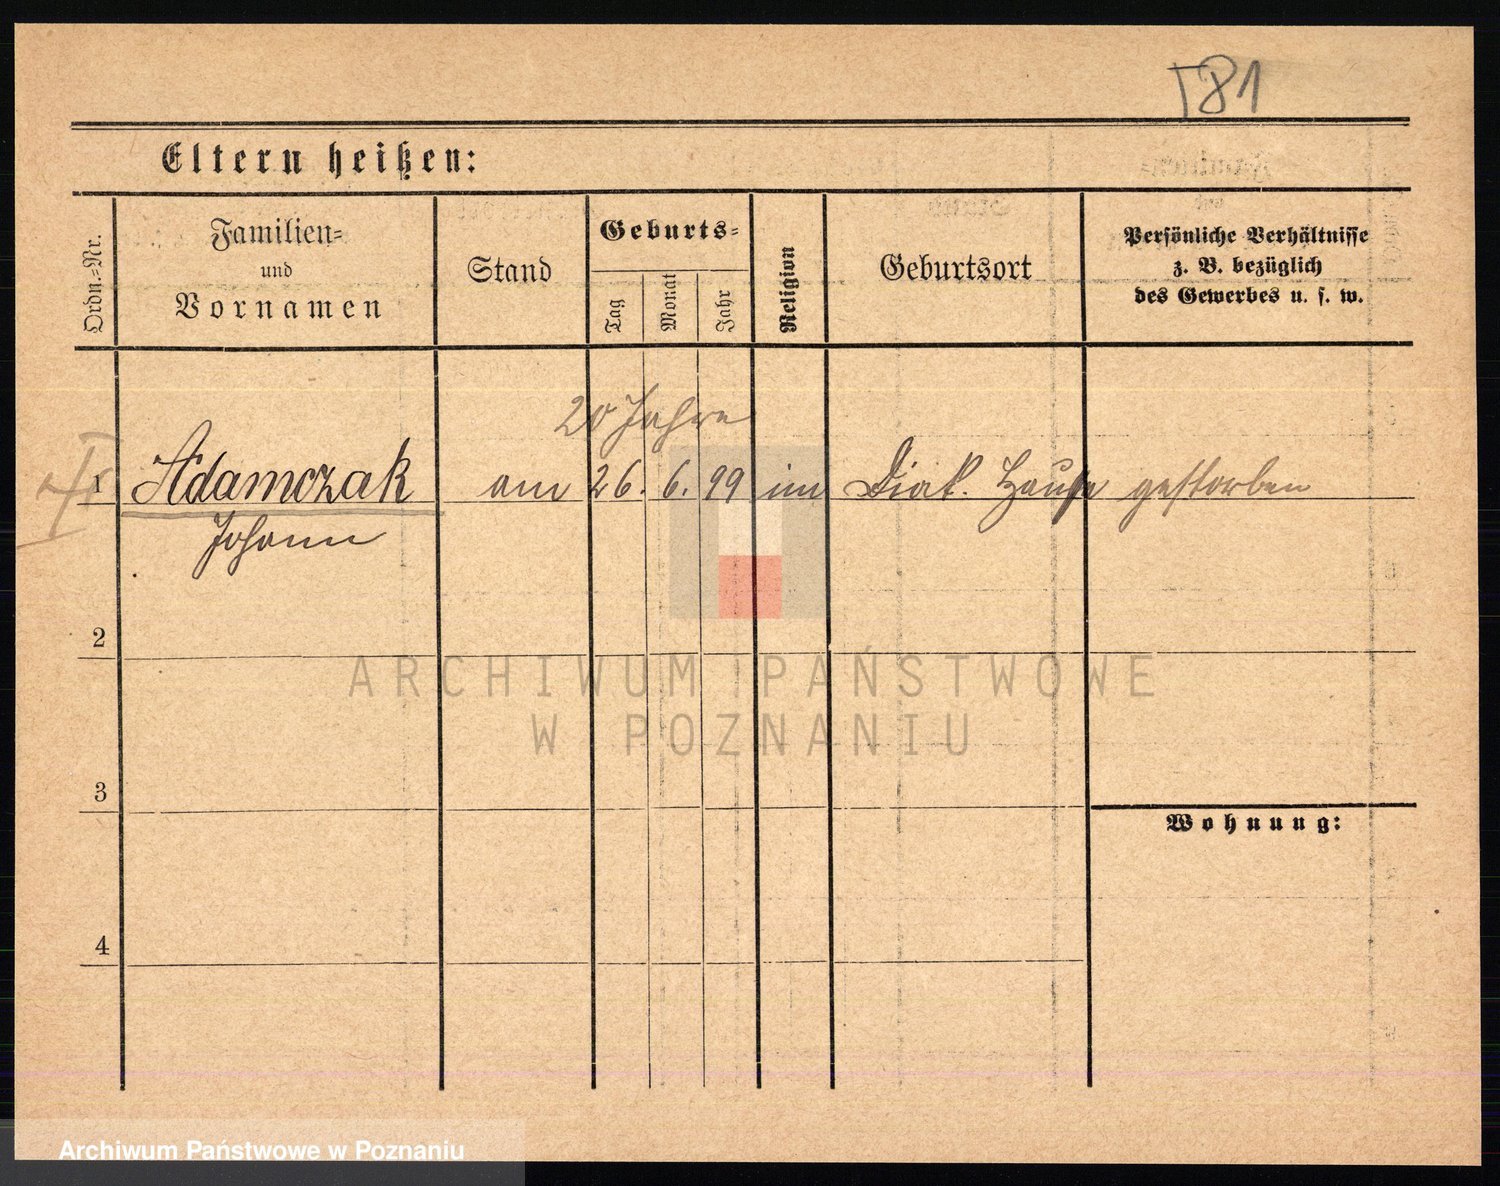 781
Eltern heißen:
Ordn.=Nr.
Familien=
und
Vornamen
Stand
Geburts=
Tag
Monat
Jahr
Religion
Geburtsort
Persönliche Verhältnisse
z. B. bezüglich
des Gewerbes u. s. w.
20 Jahre
1 Adamczak am 26. 6. 99 im Diak. Hause gestorben
Johann
2
ARCHIWUM PAŃSTWOWE
W POZNANIU
3
Wohnung:
4
Archiwum Państwowe w Poznaniu